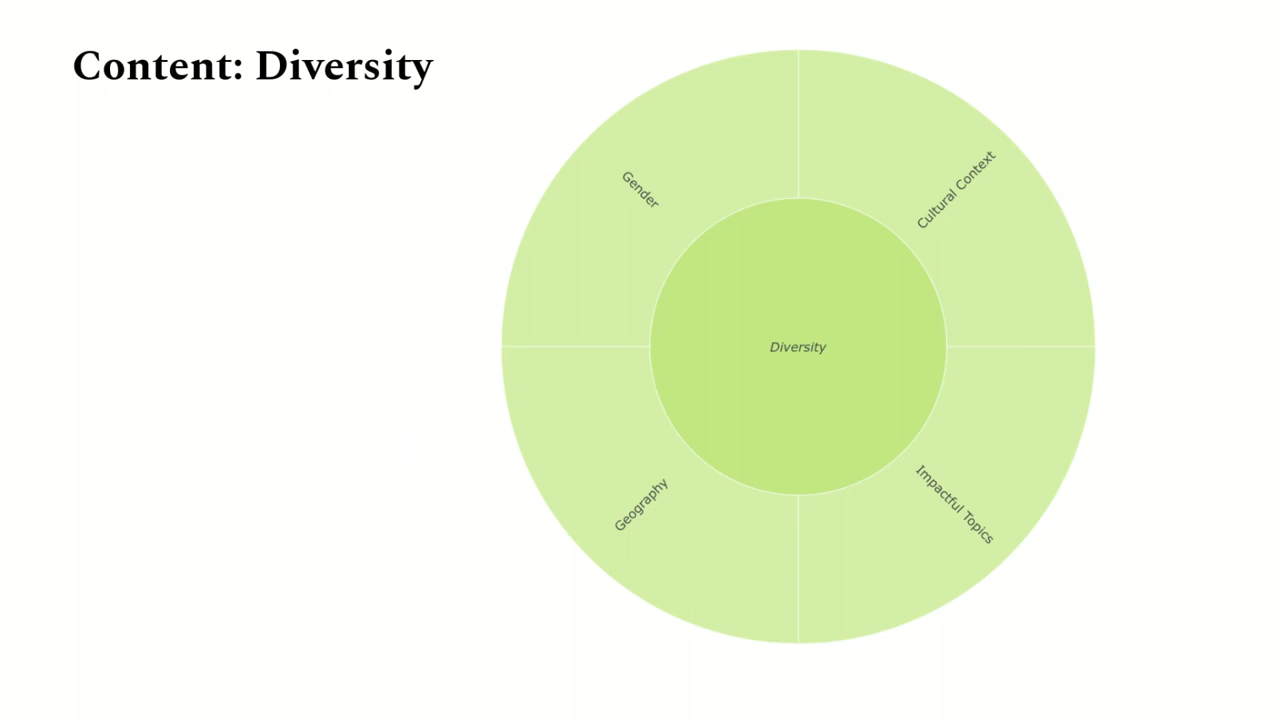 Content: Diversity
Gender
Cultural Context
Diversity
Geography
Impactful Topics